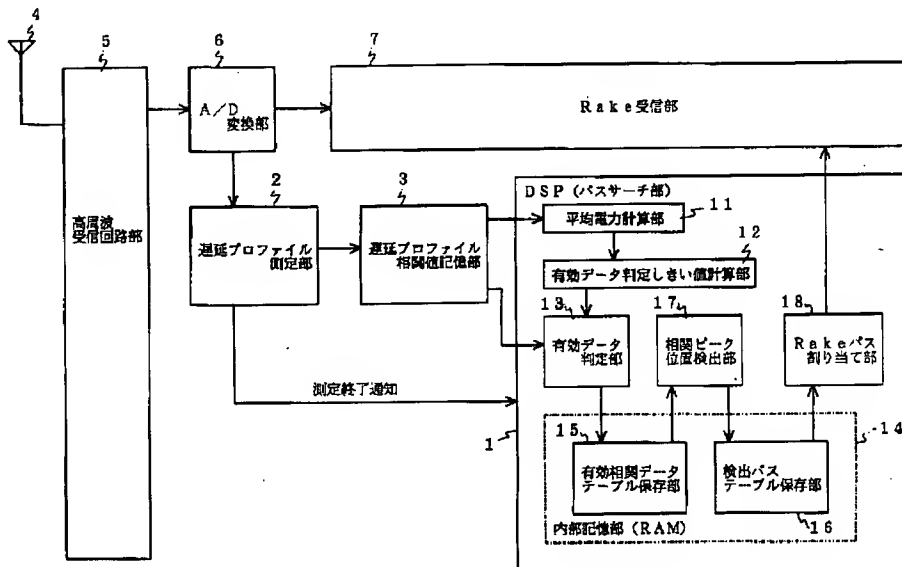 4
5
6
7
A／D
変換部
Rake受信部
高周波
受信回路部
2
3
遅延プロファイル
測定部
遅延プロファイル
相関値記憶部
DSP（パスサーチ部）
11
平均電力計算部
12
有効データ判定しきい値計算部
13
17
18
有効データ
判定部
相関ピーク
位置検出部
Rakeパス
割り当て部
測定終了通知
1
14
15
有効相関データ
テーブル保存部
検出パス
テーブル保存部
16
内部記憶部（RAM）